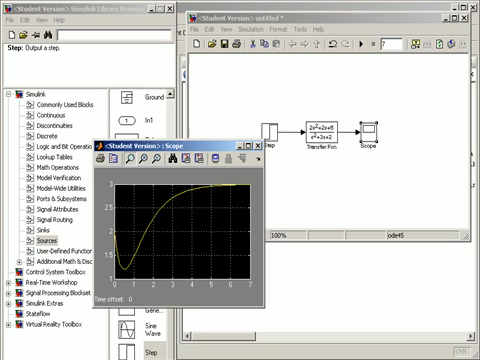 <Student Version> Simulink Library Browser
Edit View Help
Step: Output a step.
Simulink
Commonly Used Blocks
Continuous
Discontinuities
Discrete
Logic and Bit Operatio
Lookup Tables
Math Operations
Model Verification
Model-Wide Utilities
Ports & Subsystems
Signal Attributes
Signal Routing
Sinks
Sources
User-Defined Function
Additional Math & Disc
Control System Toolbox
Real-Time Workshop
Signal Processing Blockset
Simulink Extras
Stateflow
Virtual Reality Toolbox
Ground
1
In1
Gene...
Sine
Wave
Step
<Student Version> untitled *
File Edit View Simulation Format Tools Help
7
Step
2s²+2s+6
s²+3s+2
Transfer Fcn
Scope
100%
ode45
<Student Version> : Scope
3
2.5
2
1.5
1
0 1 2 3 4 5 6 7
Time offset: 0
OVR